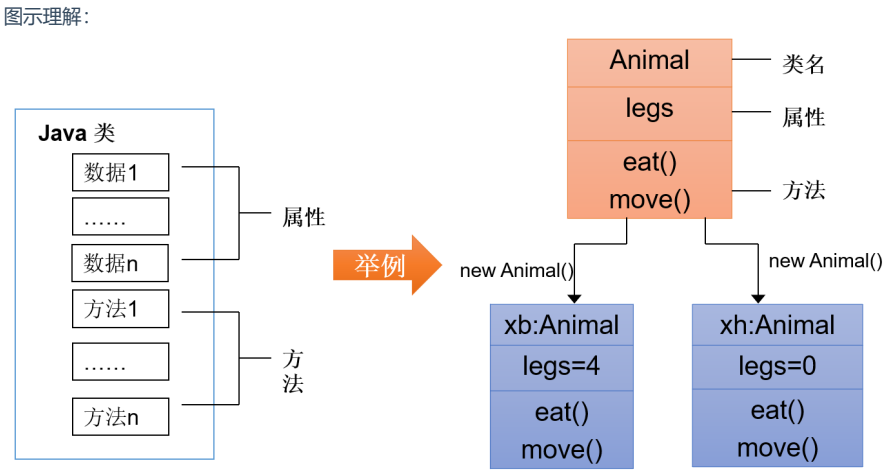 图示理解：
Java 类
数据1
……
数据n
方法1
……
方法n
属性
方法
举例
Animal
类名
legs
属性
eat()
move()
方法
new Animal()
new Animal()
xb:Animal
legs=4
eat()
move()
xh:Animal
legs=0
eat()
move()